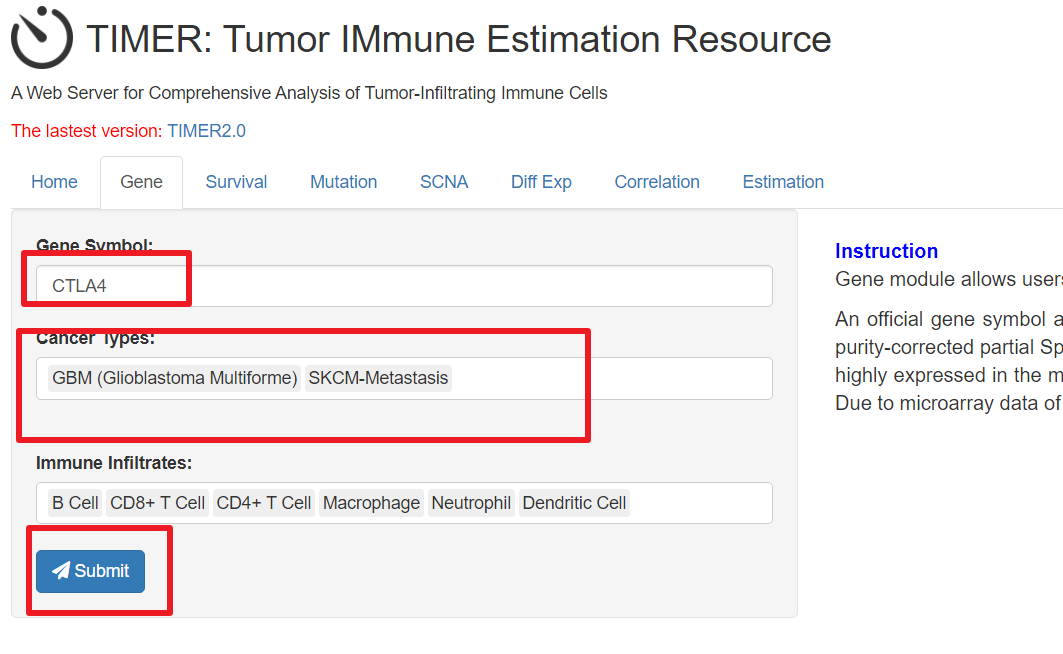 TIMER: Tumor IMmune Estimation Resource
A Web Server for Comprehensive Analysis of Tumor-Infiltrating Immune Cells
The lastest version: TIMER2.0
Home Gene Survival Mutation SCNA Diff Exp Correlation Estimation
Gene Symbol:
CTLA4
Cancer Types:
GBM (Glioblastoma Multiforme) SKCM-Metastasis
Immune Infiltrates:
B Cell CD8+ T Cell CD4+ T Cell Macrophage Neutrophil Dendritic Cell
Submit
Instruction
Gene module allows users
An official gene symbol a
purity-corrected partial Sp
highly expressed in the m
Due to microarray data of